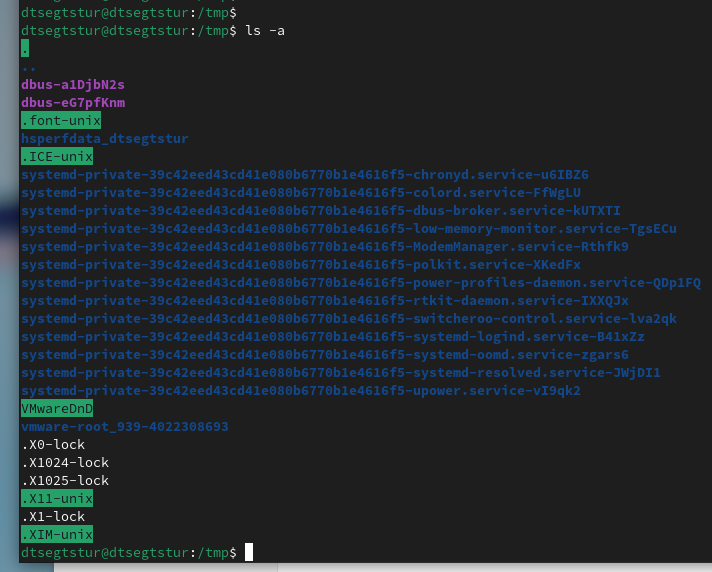 dtsegtstur@dtsegtstur:/tmp$
dtsegtstur@dtsegtstur:/tmp$ ls -a
.
..
dbus-a1DjbN2s
dbus-eG7pfKnm
.font-unix
hsperfdata_dtsegtstur
.ICE-unix
systemd-private-39c42eed43cd41e080b6770b1e4616f5-chronyd.service-u6IBZ6
systemd-private-39c42eed43cd41e080b6770b1e4616f5-colord.service-FfWgLU
systemd-private-39c42eed43cd41e080b6770b1e4616f5-dbus-broker.service-kUTXTI
systemd-private-39c42eed43cd41e080b6770b1e4616f5-low-memory-monitor.service-TgsECu
systemd-private-39c42eed43cd41e080b6770b1e4616f5-ModemManager.service-Rthfk9
systemd-private-39c42eed43cd41e080b6770b1e4616f5-polkit.service-XKedFx
systemd-private-39c42eed43cd41e080b6770b1e4616f5-power-profiles-daemon.service-QDp1FQ
systemd-private-39c42eed43cd41e080b6770b1e4616f5-rtkit-daemon.service-IXXQJx
systemd-private-39c42eed43cd41e080b6770b1e4616f5-switcheroo-control.service-lva2qk
systemd-private-39c42eed43cd41e080b6770b1e4616f5-systemd-logind.service-B41xZz
systemd-private-39c42eed43cd41e080b6770b1e4616f5-systemd-oomd.service-zgars6
systemd-private-39c42eed43cd41e080b6770b1e4616f5-systemd-resolved.service-JWjDI1
systemd-private-39c42eed43cd41e080b6770b1e4616f5-upower.service-vI9qk2
VMwareDnD
vmware-root_939-4022308693
.X0-lock
.X1024-lock
.X1025-lock
.X11-unix
.X1-lock
.XIM-unix
dtsegtstur@dtsegtstur:/tmp$